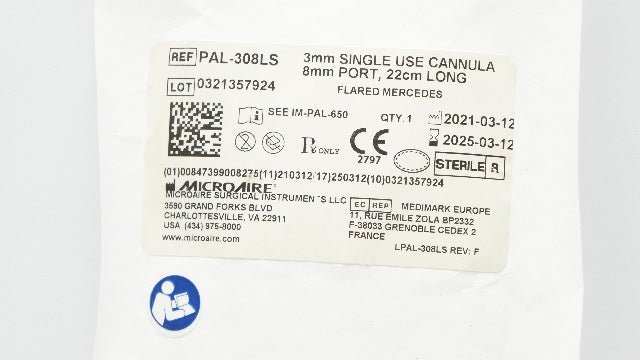 REF PAL-308LS
3mm SINGLE USE CANNULA
8mm PORT, 22cm LONG
LOT 0321357924
FLARED MERCEDES
SEE IM-PAL-650
QTY. 1
2021-03-12
2025-03-12
Rx ONLY
CE
2797
STERILE R
(01)00847399008275(11)210312(17)250312(10)0321357924
MICROAIRE
MICROAIRE SURGICAL INSTRUMENTS LLC
3590 GRAND FORKS BLVD
CHARLOTTESVILLE, VA 22911
USA (434) 975-8000
www.microaire.com
EC REP MEDIMARK EUROPE
11, RUE EMILE ZOLA BP2332
F-38033 GRENOBLE CEDEX 2
FRANCE
LPAL-308LS REV: F